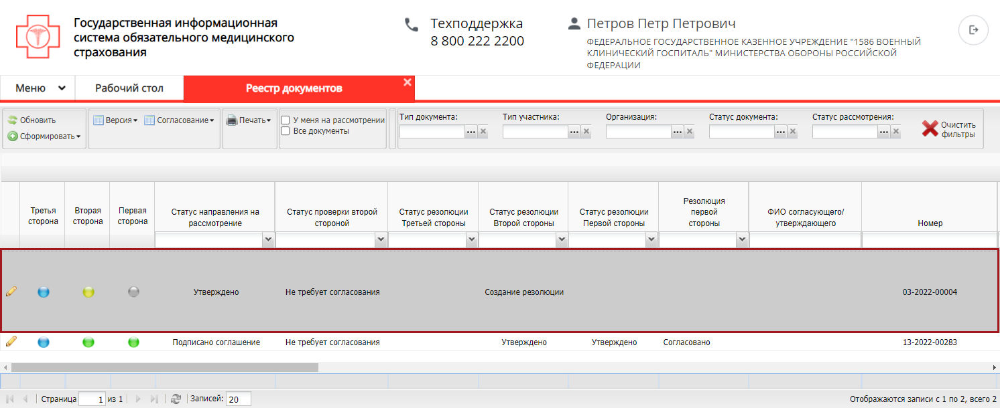 Государственная информационная
система обязательного медицинского
страхования
Техподдержка
8 800 222 2200
Петров Петр Петрович
ФЕДЕРАЛЬНОЕ ГОСУДАРСТВЕННОЕ КАЗЕННОЕ УЧРЕЖДЕНИЕ "1586 ВОЕННЫЙ
КЛИНИЧЕСКИЙ ГОСПИТАЛЬ" МИНИСТЕРСТВА ОБОРОНЫ РОССИЙСКОЙ
ФЕДЕРАЦИИ
Меню Рабочий стол Реестр документов
Обновить
Сформировать
Версия Согласование Печать
У меня на рассмотрении
Все документы
Тип документа: Тип участника: Организация: Статус документа: Статус рассмотрения:
Очистить
фильтры
Третья
сторона
Вторая
сторона
Первая
сторона
Статус направления на
рассмотрение
Статус проверки второй
стороной
Статус резолюции
Третьей стороны
Статус резолюции
Второй стороны
Статус резолюции
Первой стороны
Резолюция
первой
стороны
ФИО согласующего/
утверждающего
Номер
Утверждено Не требует согласования Создание резолюции 03-2022-00004
Подписано соглашение Не требует согласования Утверждено Утверждено Согласовано 13-2022-00283
Страница 1 из 1 Записей: 20 Отображаются записи с 1 по 2, всего 2